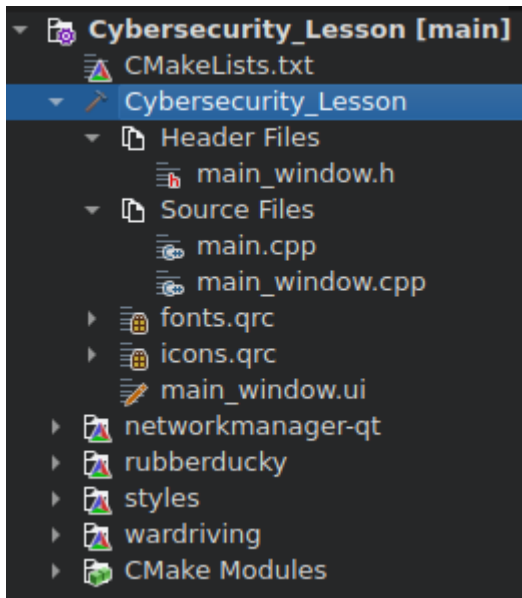 Cybersecurity_Lesson [main]
CMakeLists.txt
Cybersecurity_Lesson
Header Files
main_window.h
Source Files
main.cpp
main_window.cpp
fonts.qrc
icons.qrc
main_window.ui
networkmanager-qt
rubberducky
styles
wardriving
CMake Modules